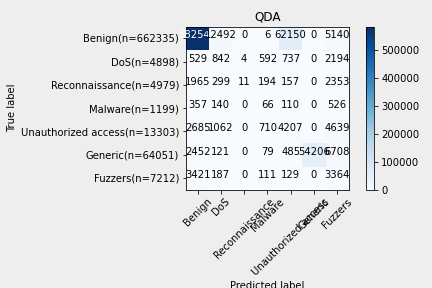 QDA
Benign(n=662335) 0 6 62150 0 5140
DoS(n=4898) 529 842 4 592 737 0 2194
Reconnaissance(n=4979) 1965 299 11 194 157 0 2353
Malware(n=1199) 357 140 0 66 110 0 526
Unauthorized access(n=13303) 2685 1062 0 710 4207 0 4639
Generic(n=64051) 2452 121 0 79 485 54206 6708
Fuzzers(n=7212) 3421 187 0 111 129 0 3364
True label
Benign
DoS
Reconnaissance
Malware
Unauthorized
Generic
Fuzzers
Predicted label
500000
400000
300000
200000
100000
0